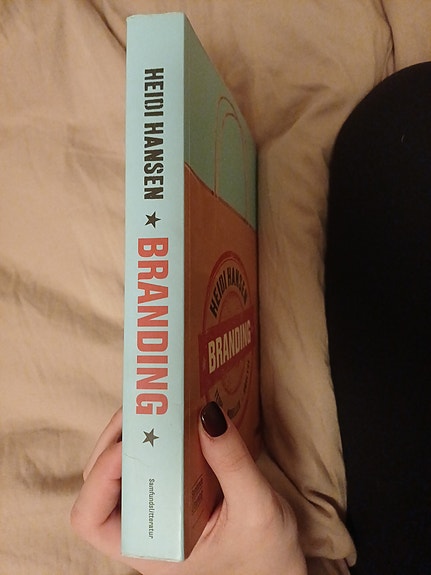 HEIDI HANSEN ★ BRANDING ★
Samfundslitteratur
HEIDI HANSEN
BRANDING